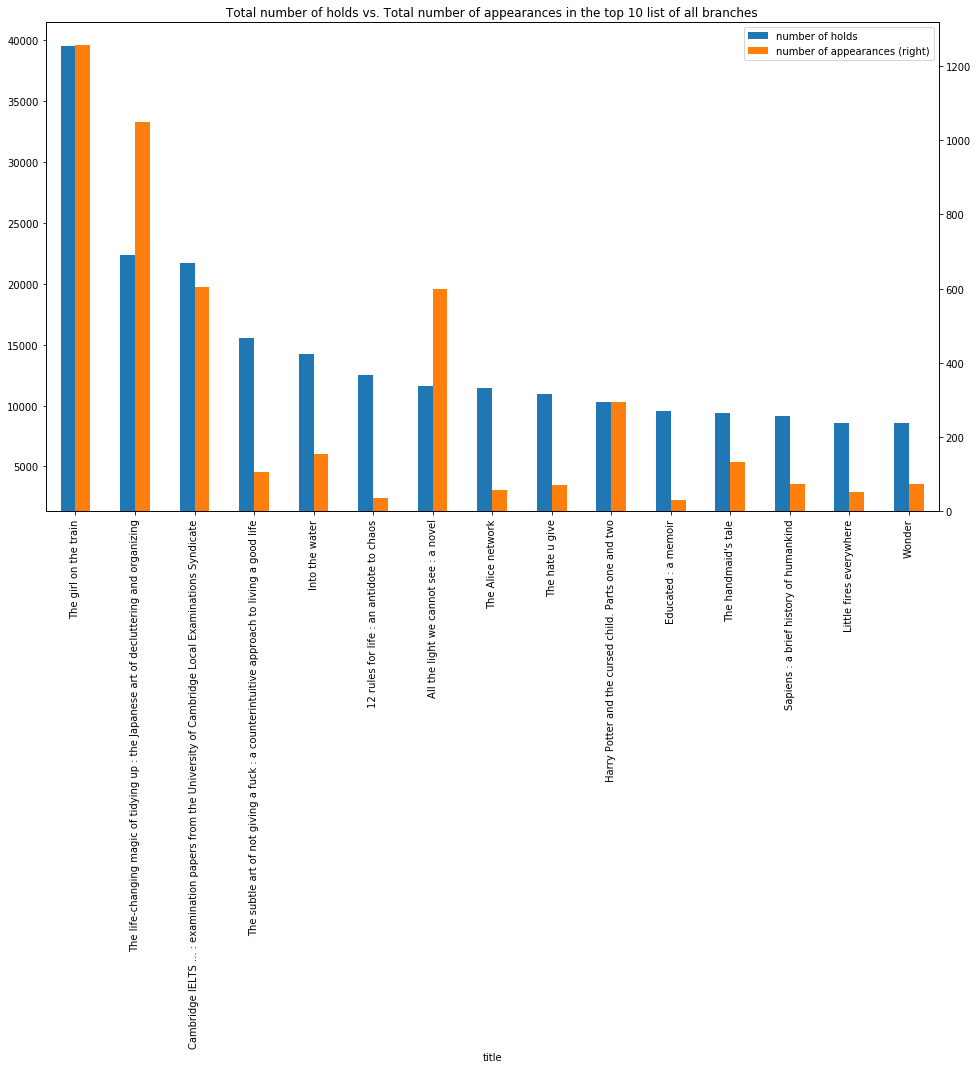 Total number of holds vs. Total number of appearances in the top 10 list of all branches
number of holds
number of appearances (right)
40000
35000
30000
25000
20000
15000
10000
5000
1200
1000
800
600
400
200
0
The girl on the train
The life-changing magic of tidying up : the Japanese art of decluttering and organizing
Cambridge IELTS ... : examination papers from the University of Cambridge Local Examinations Syndicate
The subtle art of not giving a fuck : a counterintuitive approach to living a good life
Into the water
12 rules for life : an antidote to chaos
All the light we cannot see : a novel
The Alice network
The hate u give
Harry Potter and the cursed child. Parts one and two
Educated : a memoir
The handmaid's tale
Sapiens : a brief history of humankind
Little fires everywhere
Wonder
title